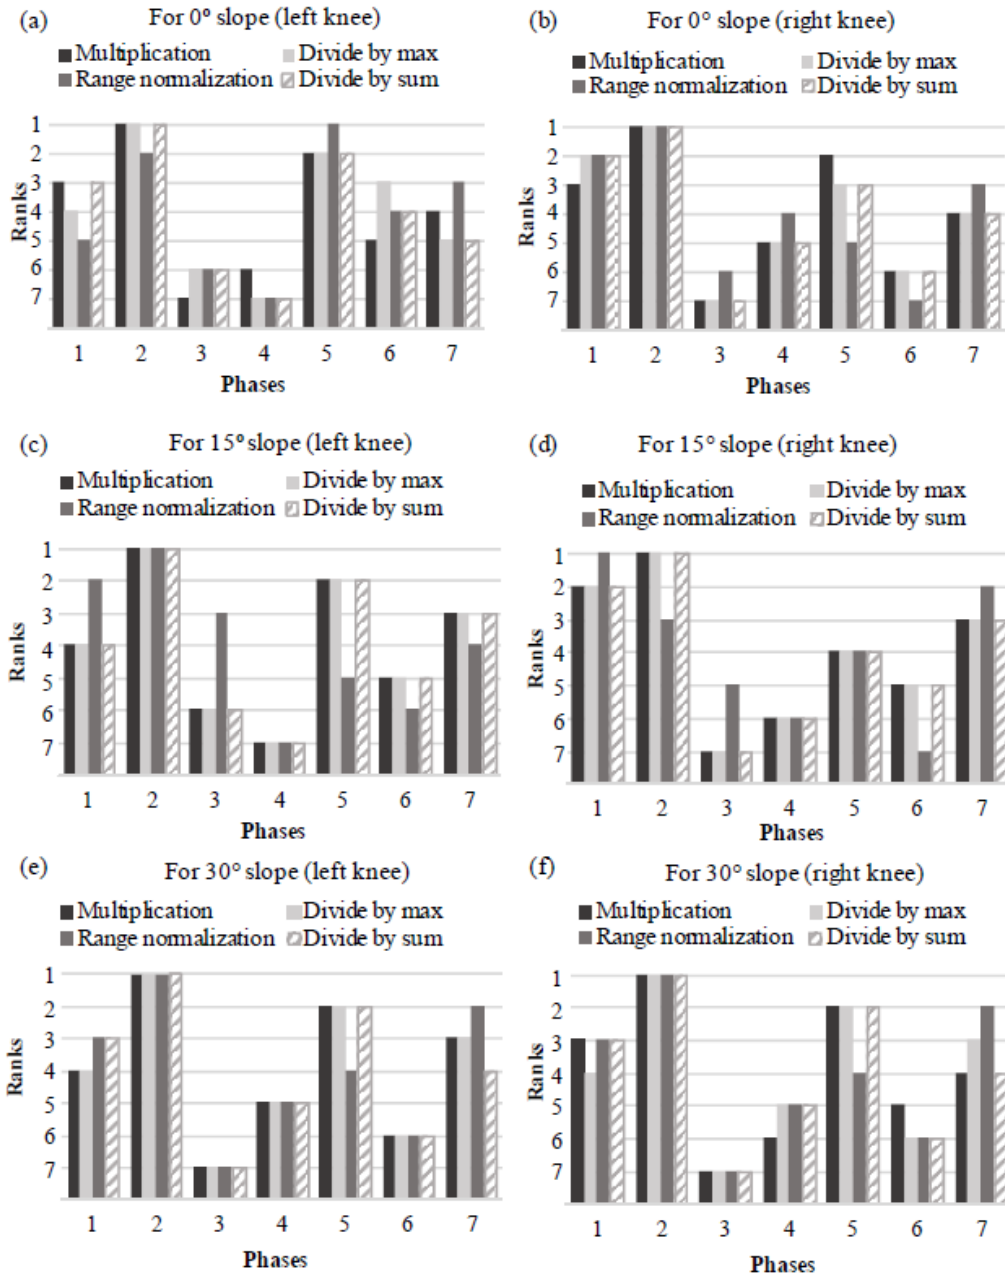 (a) For 0° slope (left knee)
Multiplication Divide by max
Range normalization Divide by sum
1
2
3
4
5
6
7
Ranks
1 2 3 4 5 6 7
Phases
(b) For 0° slope (right knee)
Multiplication Divide by max
Range normalization Divide by sum
1
2
3
4
5
6
7
Ranks
1 2 3 4 5 6 7
Phases
(c) For 15° slope (left knee)
Multiplication Divide by max
Range normalization Divide by sum
1
2
3
4
5
6
7
Ranks
1 2 3 4 5 6 7
Phases
(d) For 15° slope (right knee)
Multiplication Divide by max
Range normalization Divide by sum
1
2
3
4
5
6
7
Ranks
1 2 3 4 5 6 7
Phases
(e) For 30° slope (left knee)
Multiplication Divide by max
Range normalization Divide by sum
1
2
3
4
5
6
7
Ranks
1 2 3 4 5 6 7
Phases
(f) For 30° slope (right knee)
Multiplication Divide by max
Range normalization Divide by sum
1
2
3
4
5
6
7
Ranks
1 2 3 4 5 6 7
Phases